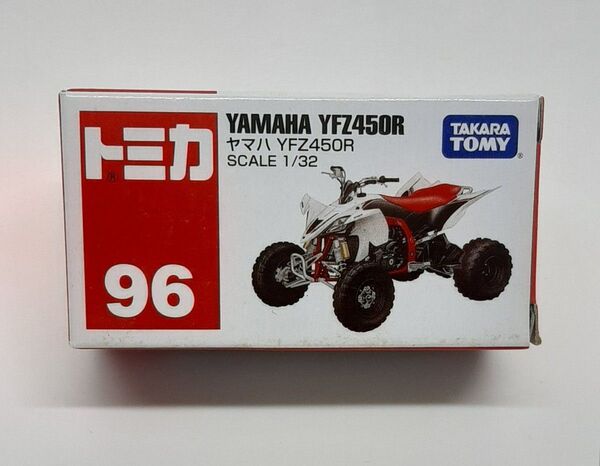 トミカ
®
96
YAMAHA YFZ450R
ヤマハ YFZ450R
SCALE 1/32
TAKARA
TOMY
®